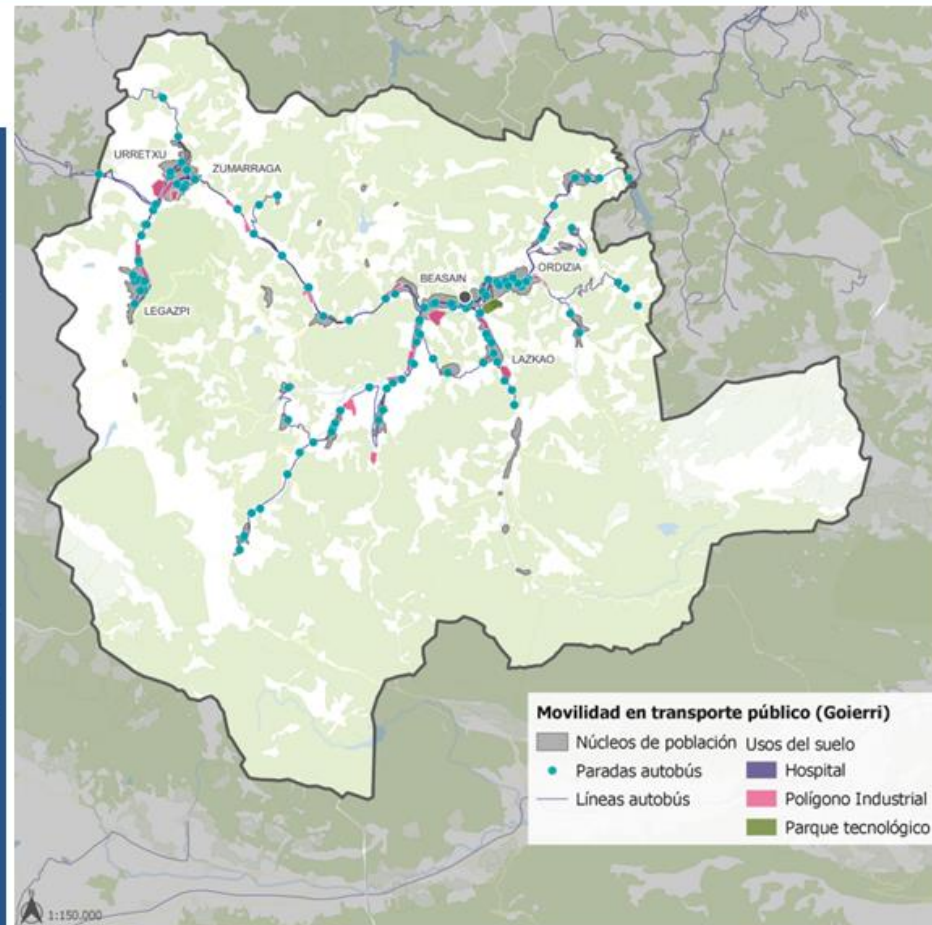 URRETXU
ZUMARRAGA
BEASAIN
ORDIZIA
LEGAZPI
LAZKAO
Movilidad en transporte público (Goierri)
Núcleos de población
Paradas autobús
Líneas autobús
Usos del suelo
Hospital
Polígono Industrial
Parque tecnológico
1:150.000